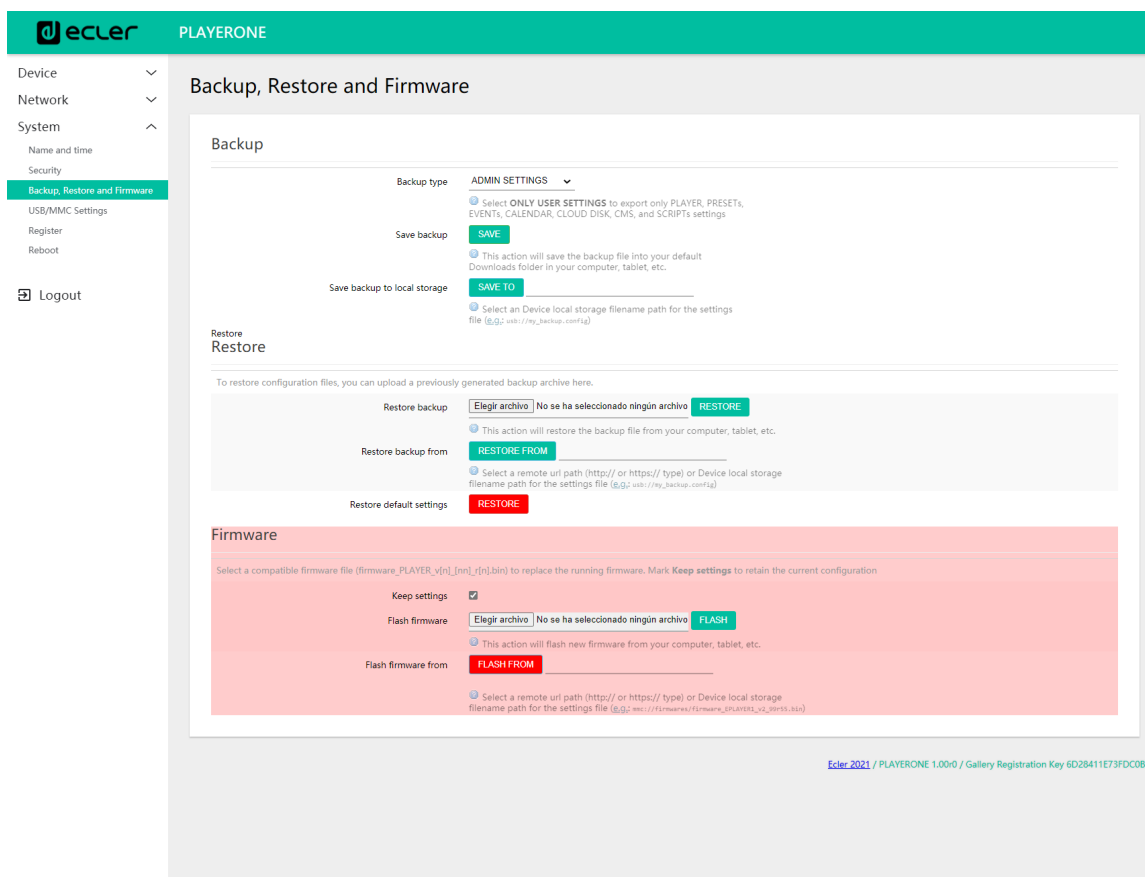 ecler
PLAYERONE
Device
Network
System
Name and time
Security
Backup, Restore and Firmware
USB/MMC Settings
Register
Reboot
Logout
Backup, Restore and Firmware
Backup
Backup type ADMIN SETTINGS
Select ONLY USER SETTINGS to export only PLAYER, PRESETs,
EVENTs, CALENDAR, CLOUD DISK, CMS, and SCRIPTs settings
Save backup SAVE
This action will save the backup file into your default
Downloads folder in your computer, tablet, etc.
Save backup to local storage SAVE TO
Select an Device local storage filename path for the settings
file (e.g.: usb://my_backup.config)
Restore
Restore
To restore configuration files, you can upload a previously generated backup archive here.
Restore backup Elegir archivo No se ha seleccionado ningún archivo RESTORE
This action will restore the backup file from your computer, tablet, etc.
Restore backup from RESTORE FROM
Select a remote url path (http:// or https:// type) or Device local storage
filename path for the settings file (e.g.: usb://my_backup.config)
Restore default settings RESTORE
Firmware
Select a compatible firmware file (firmware_PLAYER_v[n]_[nn]_r[n].bin) to replace the running firmware. Mark Keep settings to retain the current configuration
Keep settings
Flash firmware Elegir archivo No se ha seleccionado ningún archivo FLASH
This action will flash new firmware from your computer, tablet, etc.
Flash firmware from FLASH FROM
Select a remote url path (http:// or https:// type) or Device local storage
filename path for the settings file (e.g.: mmc://firmwares/firmware_EPLAYER1_v2_00r55.bin)
Ecler 2021 / PLAYERONE 1.00r0 / Gallery Registration Key 6D28411E73FDC0B